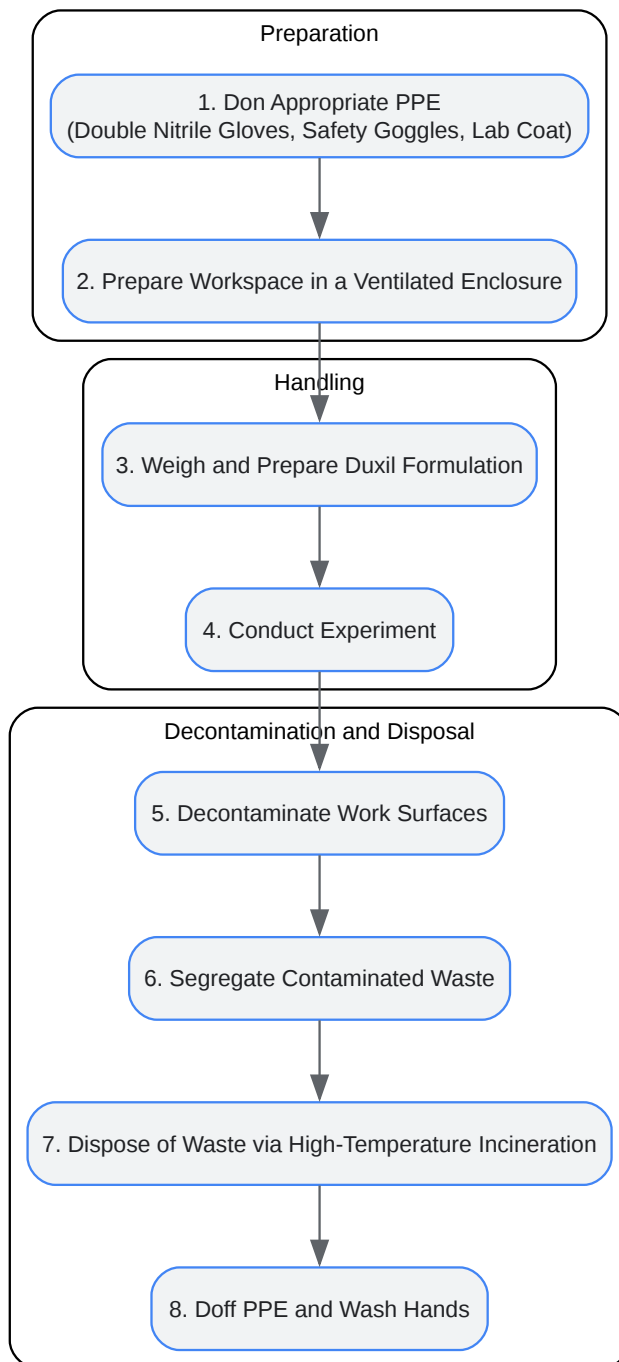 Preparation
1. Don Appropriate PPE
(Double Nitrile Gloves, Safety Goggles, Lab Coat)
2. Prepare Workspace in a Ventilated Enclosure
Handling
3. Weigh and Prepare Duxil Formulation
4. Conduct Experiment
Decontamination and Disposal
5. Decontaminate Work Surfaces
6. Segregate Contaminated Waste
7. Dispose of Waste via High-Temperature Incineration
8. Doff PPE and Wash Hands